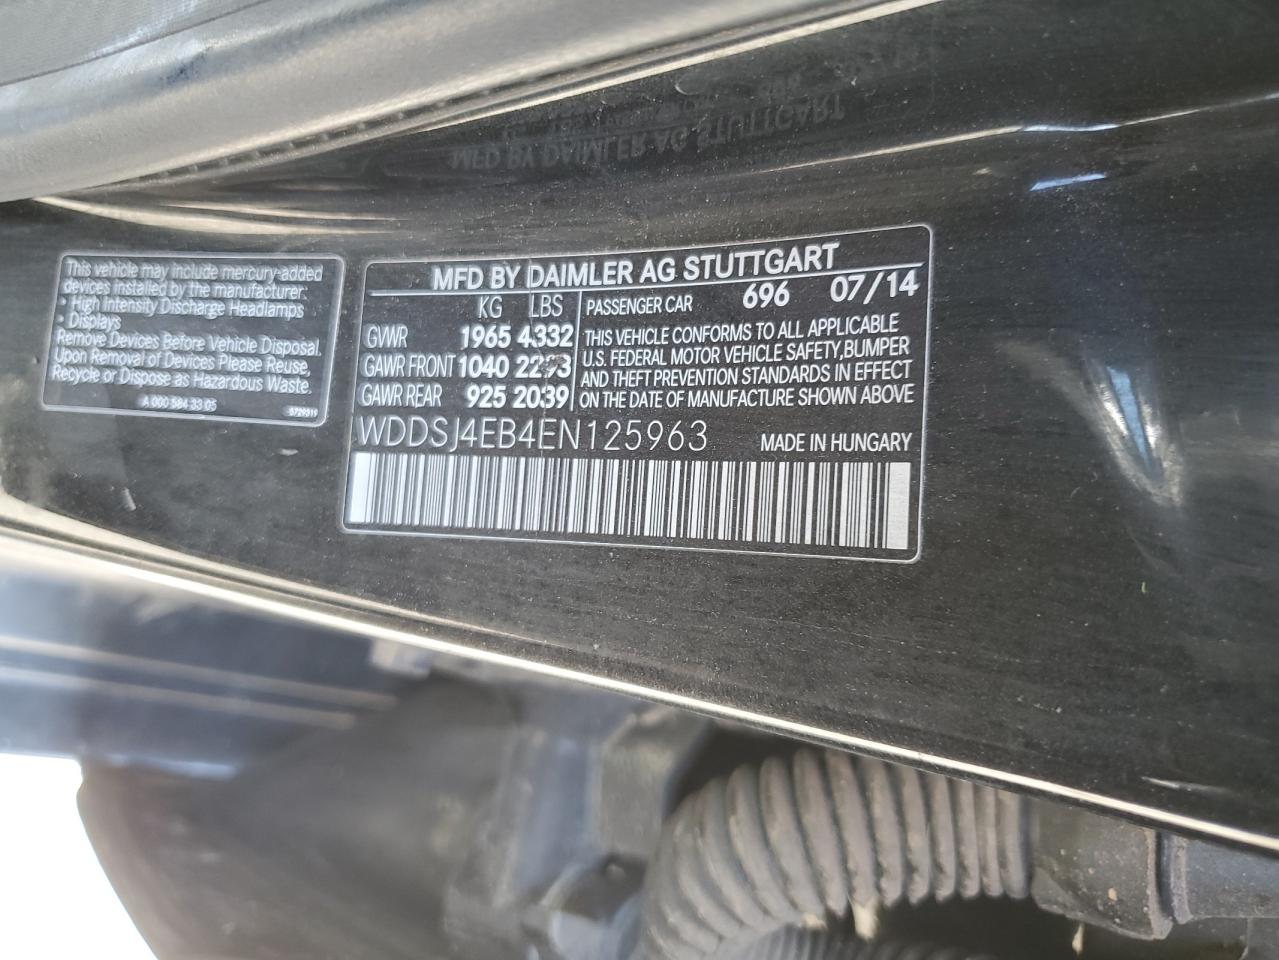 This vehicle may include mercury-added
devices installed by the manufacturer:
• High Intensity Discharge Headlamps
• Displays
Remove Devices Before Vehicle Disposal.
Upon Removal of Devices Please Reuse,
Recycle or Dispose as Hazardous Waste.
A 000 584 33 05
MFD BY DAIMLER AG STUTTGART
KG LBS
GVWR 1965 4332
GAWR FRONT 1040 2293
GAWR REAR 925 2039
PASSENGER CAR 696 07/14
THIS VEHICLE CONFORMS TO ALL APPLICABLE
U.S. FEDERAL MOTOR VEHICLE SAFETY,BUMPER
AND THEFT PREVENTION STANDARDS IN EFFECT
ON THE DATE OF MANUFACTURE SHOWN ABOVE
WDDSJ4EB4EN125963 MADE IN HUNGARY